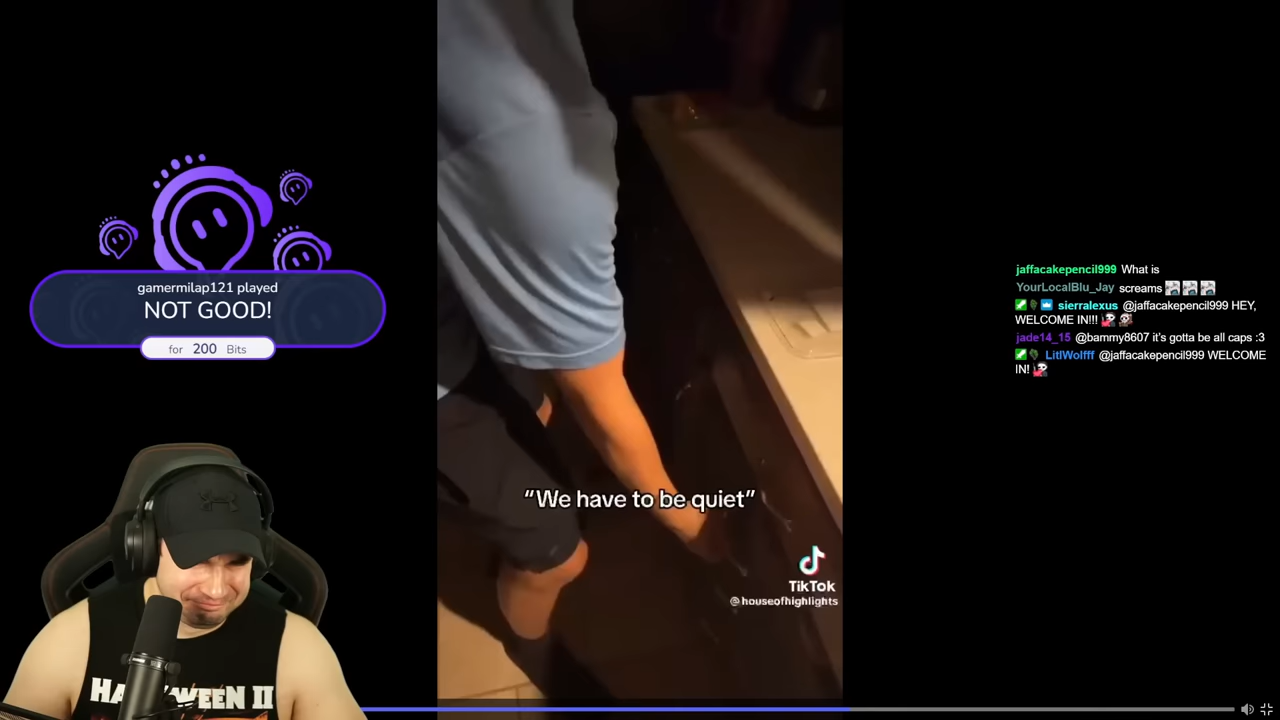 gamermilap121 played
NOT GOOD!
for 200 Bits
"We have to be quiet"
TikTok
@houseofhighlights
jaffacakepencil999 What is
YourLocalBlu_Jay screams
sierralexus @jaffacakepencil999 HEY,
WELCOME IN!!!
jade14_15 @bammy8607 it's gotta be all caps :3
LitlWolfff @jaffacakepencil999 WELCOME
IN!
HALLOWEEN II